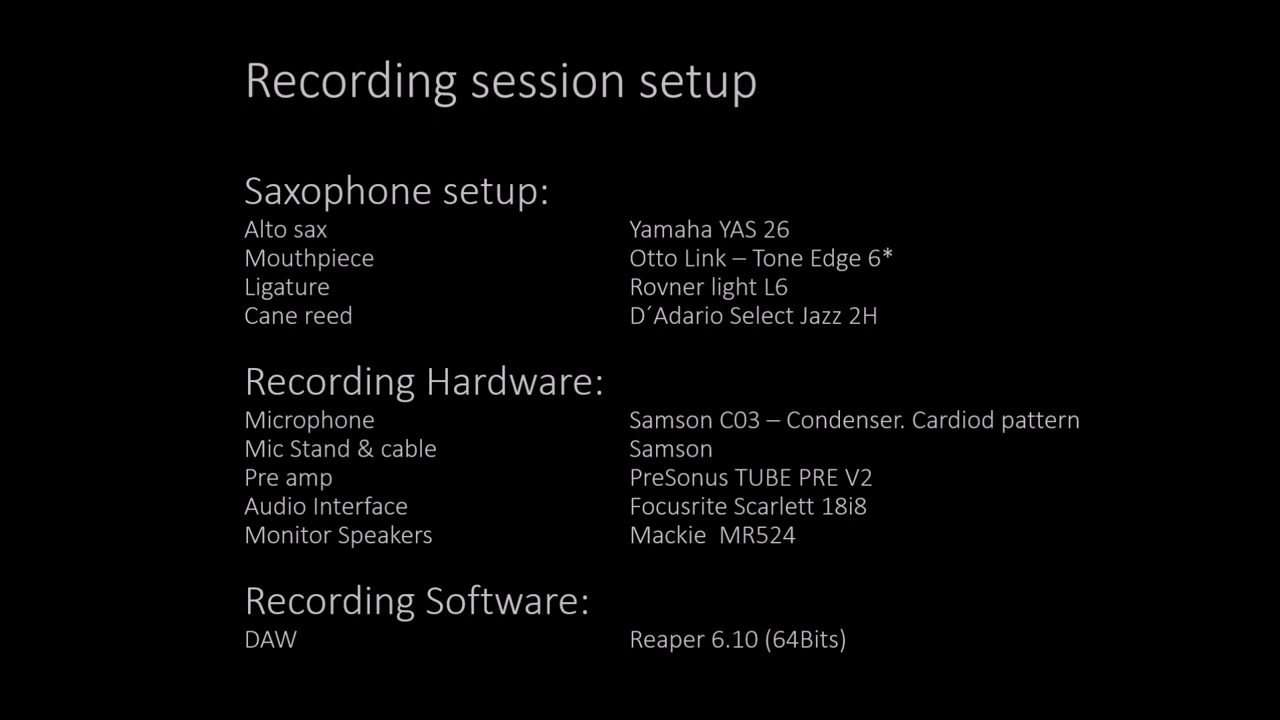 Recording session setup
Saxophone setup:
Alto sax Yamaha YAS 26
Mouthpiece Otto Link – Tone Edge 6*
Ligature Rovner light L6
Cane reed D´Adario Select Jazz 2H
Recording Hardware:
Microphone Samson C03 – Condenser. Cardiod pattern
Mic Stand & cable Samson
Pre amp PreSonus TUBE PRE V2
Audio Interface Focusrite Scarlett 18i8
Monitor Speakers Mackie  MR524
Recording Software:
DAW Reaper 6.10 (64Bits)